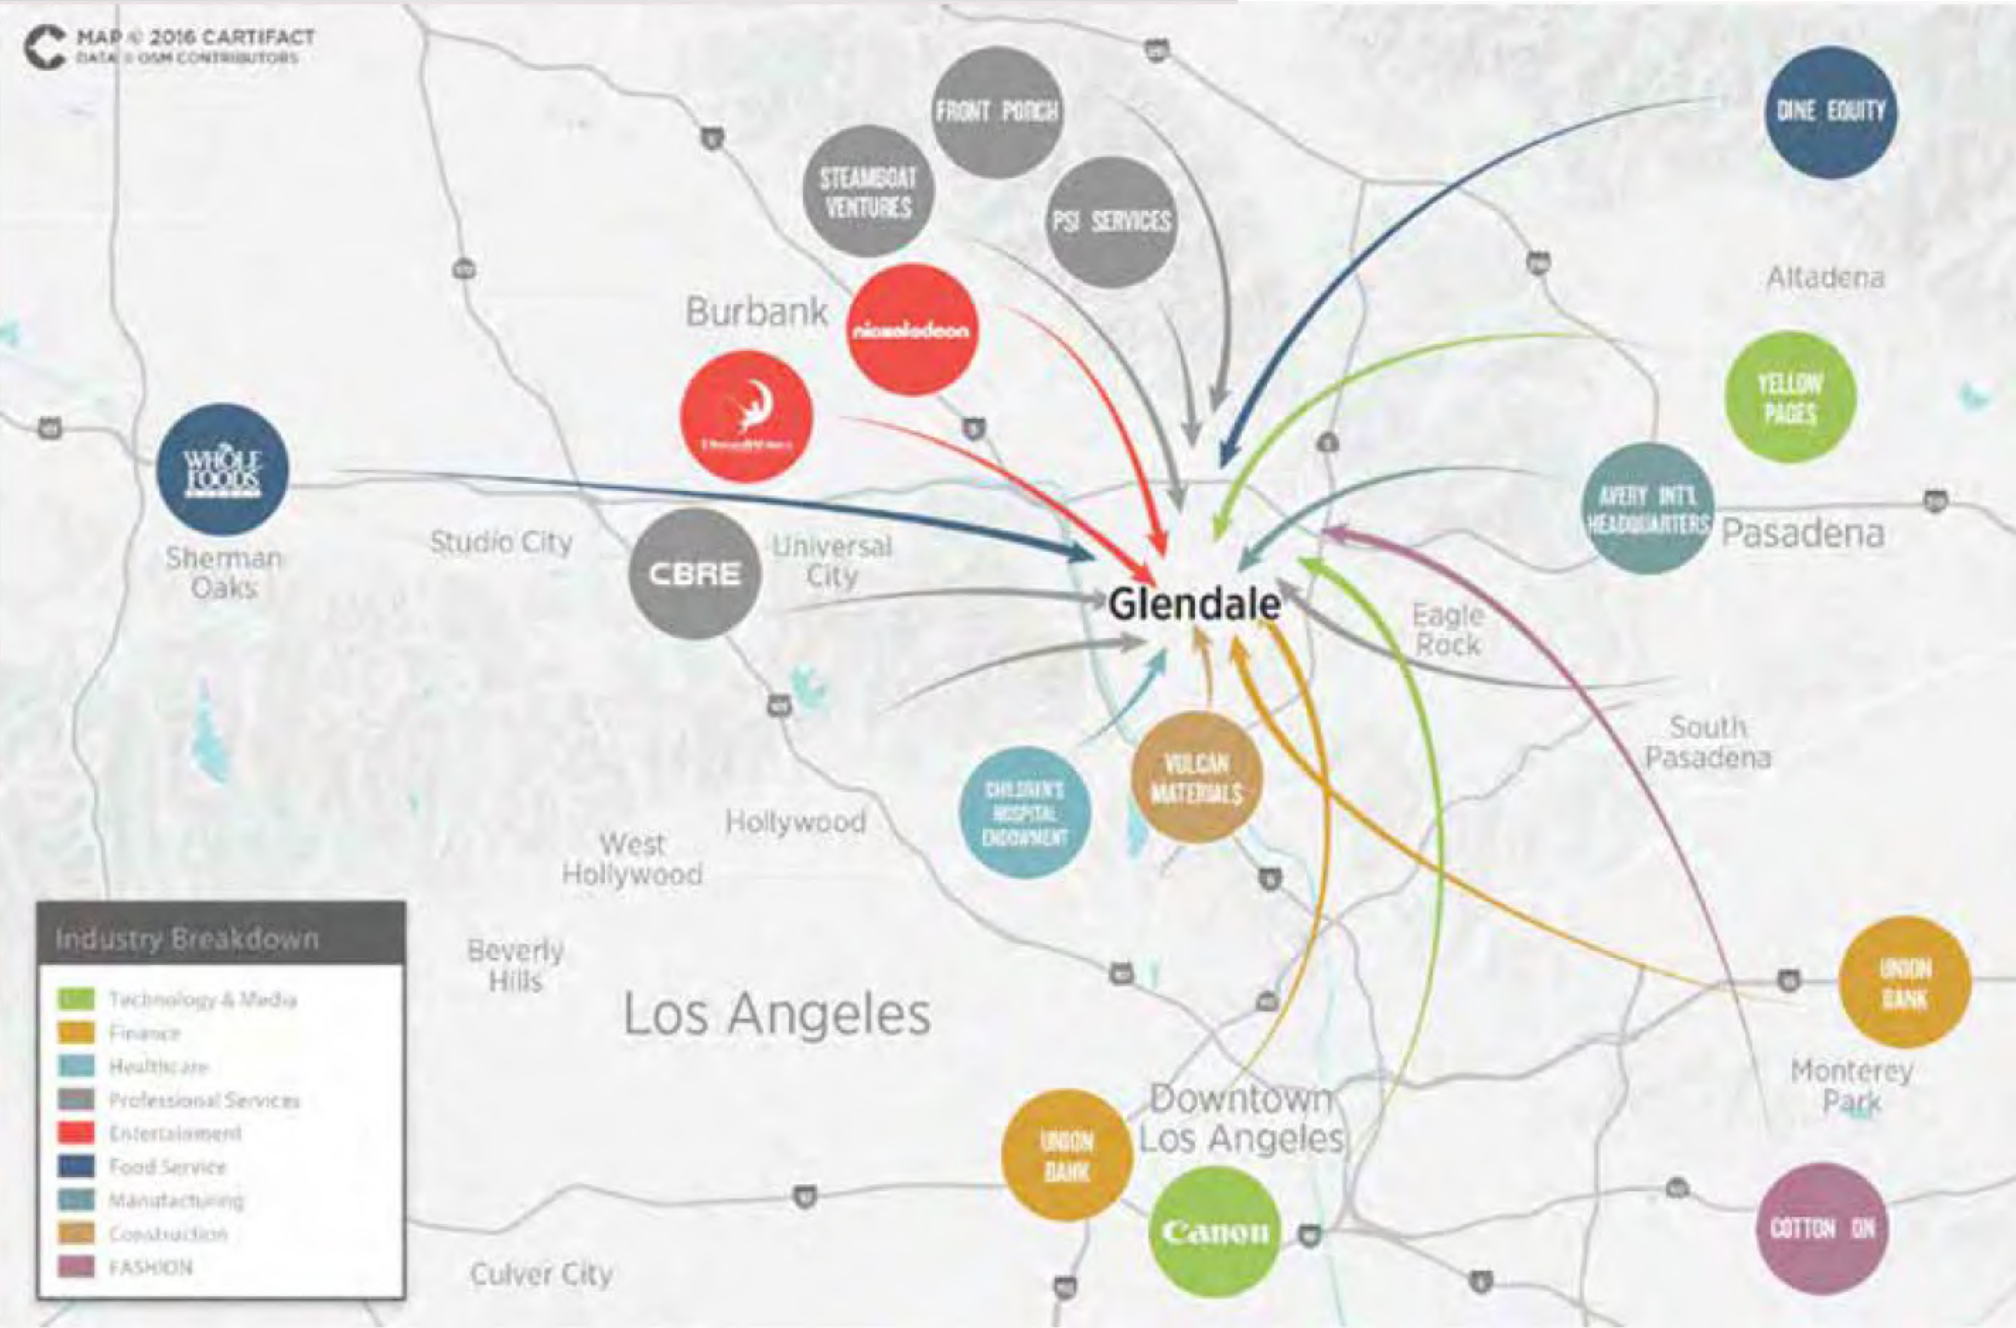 MAP © 2016 CARTIFACT
DATA © OSM CONTRIBUTORS
FRONT PORCH
DINE EQUITY
STEAMBOAT
VENTURES
PSI SERVICES
Altadena
Burbank
nickelodeon
YELLOW
PAGES
WHOLE
FOODS
AVERY INT'L
HEADQUARTERS
Pasadena
Studio City
Sherman
Oaks
CBRE
Universal
City
Glendale
Eagle
Rock
South
Pasadena
CHILDREN'S
HOSPITAL
ENDOWMENT
VULCAN
MATERIALS
Hollywood
West
Hollywood
Industry Breakdown
Technology & Media
Finance
Healthcare
Professional Services
Entertainment
Food Service
Manufacturing
Construction
FASHION
Beverly
Hills
Los Angeles
UNION
BANK
Monterey
Park
Downtown
Los Angeles
UNION
BANK
Canon
COTTON ON
Culver City